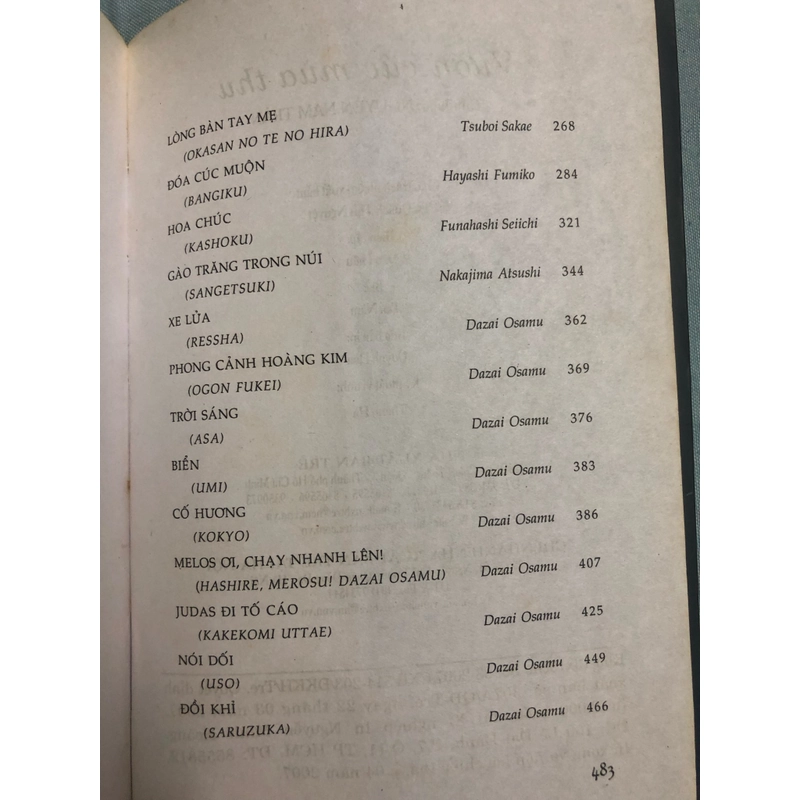 LÒNG BÀN TAY MẸ
(OKASAN NO TE NO HIRA) Tsuboi Sakae 268
ĐÓA CÚC MUỘN
(BANGIKU) Hayashi Fumiko 284
HOA CHÚC
(KASHOKU) Funahashi Seiichi 321
GÀO TRĂNG TRONG NÚI
(SANGETSUKI) Nakajima Atsushi 344
XE LỬA
(RESSHA) Dazai Osamu 362
PHONG CẢNH HOÀNG KIM
(OGON FUKEI) Dazai Osamu 369
TRỜI SÁNG
(ASA) Dazai Osamu 376
BIỂN
(UMI) Dazai Osamu 383
CỐ HƯƠNG
(KOKYO) Dazai Osamu 386
MELOS ƠI, CHẠY NHANH LÊN!
(HASHIRE, MEROSU! DAZAI OSAMU) Dazai Osamu 407
JUDAS ĐI TỐ CÁO
(KAKEKOMI UTTAE) Dazai Osamu 425
NÓI DỐI
(USO) Dazai Osamu 449
ĐỒI KHỈ
(SARUZUKA) Dazai Osamu 466
483